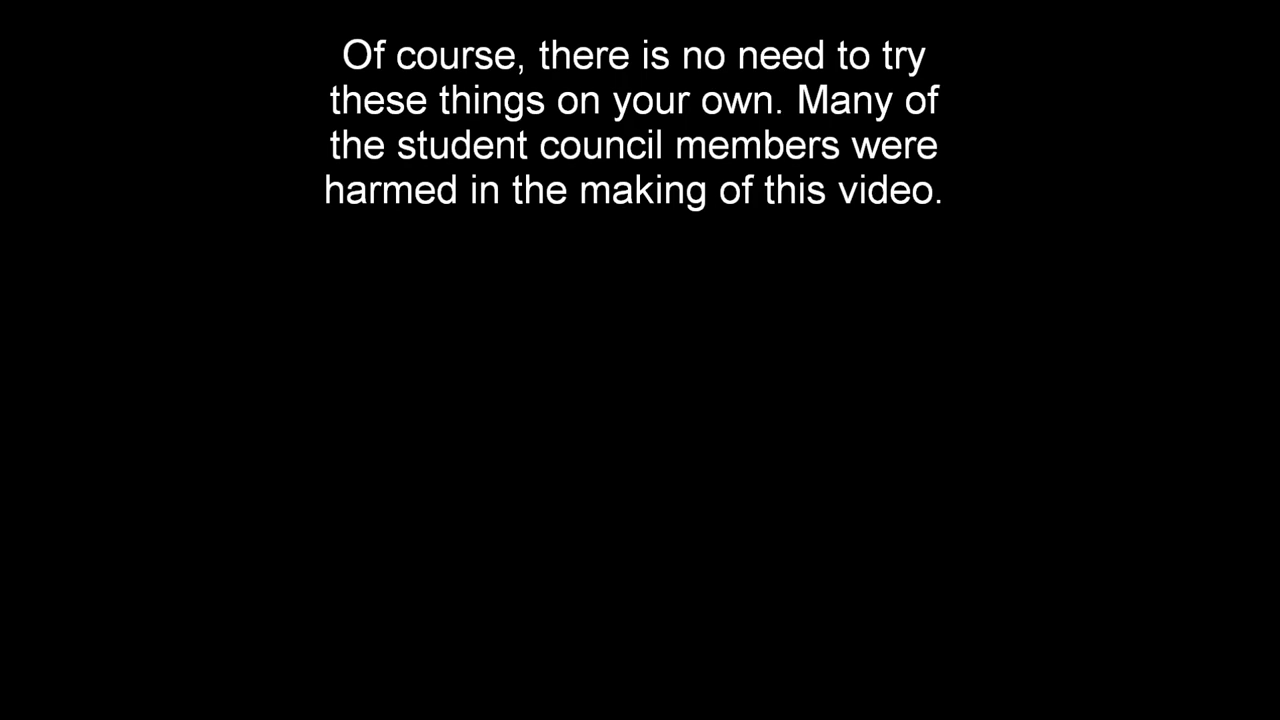 Of course, there is no need to try
these things on your own. Many of
the student council members were
harmed in the making of this video.